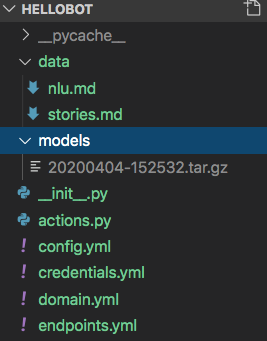 HELLOBOT
__pycache__
data
nlu.md
stories.md
models
20200404-152532.tar.gz
__init__.py
actions.py
config.yml
credentials.yml
domain.yml
endpoints.yml